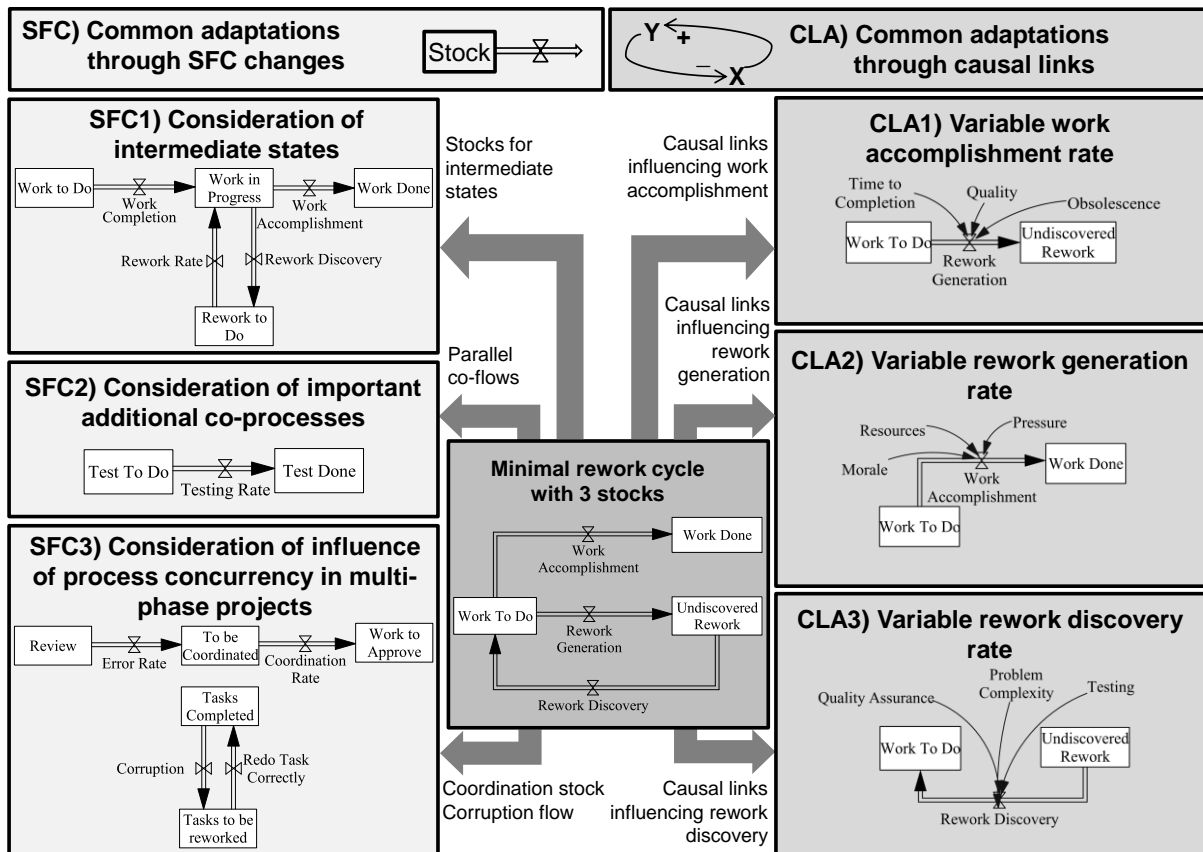 SFC) Common adaptations
through SFC changes
Stock
Y
+
–
X
CLA) Common adaptations
through causal links
SFC1) Consideration of
intermediate states
Work to Do
Work in
Progress
Work Done
Work
Completion
Work
Accomplishment
Rework Rate
Rework Discovery
Rework to
Do
SFC2) Consideration of important
additional co-processes
Test To Do
Test Done
Testing Rate
SFC3) Consideration of influence
of process concurrency in multi-
phase projects
Review
To be
Coordinated
Work to
Approve
Error Rate
Coordination
Rate
Tasks
Completed
Corruption
Redo Task
Correctly
Tasks to be
reworked
Stocks for
intermediate
states
Parallel
co-flows
Coordination stock
Corruption flow
Causal links
influencing work
accomplishment
Causal links
influencing
rework
generation
Causal links
influencing rework
discovery
Minimal rework cycle
with 3 stocks
Work Done
Work
Accomplishment
Work To Do
Undiscovered
Rework
Rework
Generation
Rework Discovery
CLA1) Variable work
accomplishment rate
Time to
Completion
Quality
Obsolescence
Work To Do
Undiscovered
Rework
Rework
Generation
CLA2) Variable rework generation
rate
Resources
Pressure
Morale
Work Done
Work
Accomplishment
Work To Do
CLA3) Variable rework discovery
rate
Problem
Complexity
Quality Assurance
Testing
Work To Do
Undiscovered
Rework
Rework Discovery